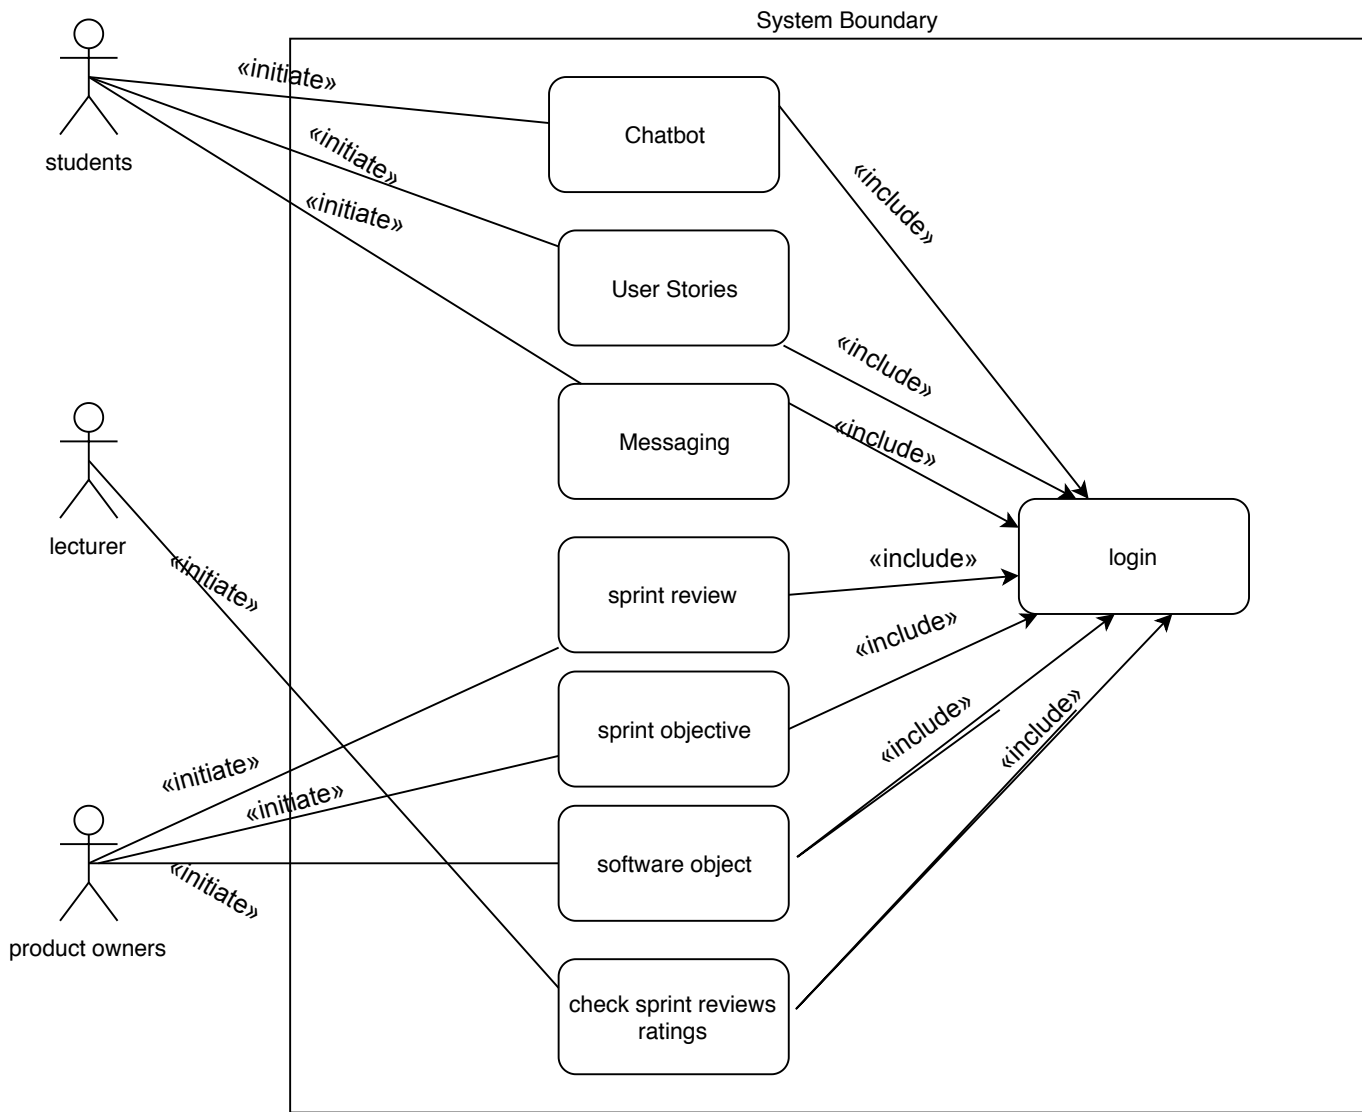 System Boundary
«initiate»
students
«initiate»
«initiate»
Chatbot
«include»
User Stories
«include»
Messaging
«include»
lecturer
«initiate»
sprint review
«include»
login
«include»
sprint objective
«initiate»
«initiate»
«include»
«include»
product owners
«initiate»
software object
check sprint reviews
ratings